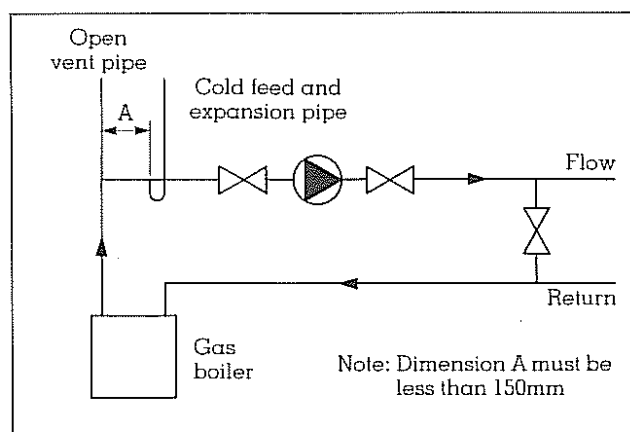 Open
vent pipe
Cold feed and
expansion pipe
A
Flow
Return
Gas
boiler
Note: Dimension A must be
less than 150mm